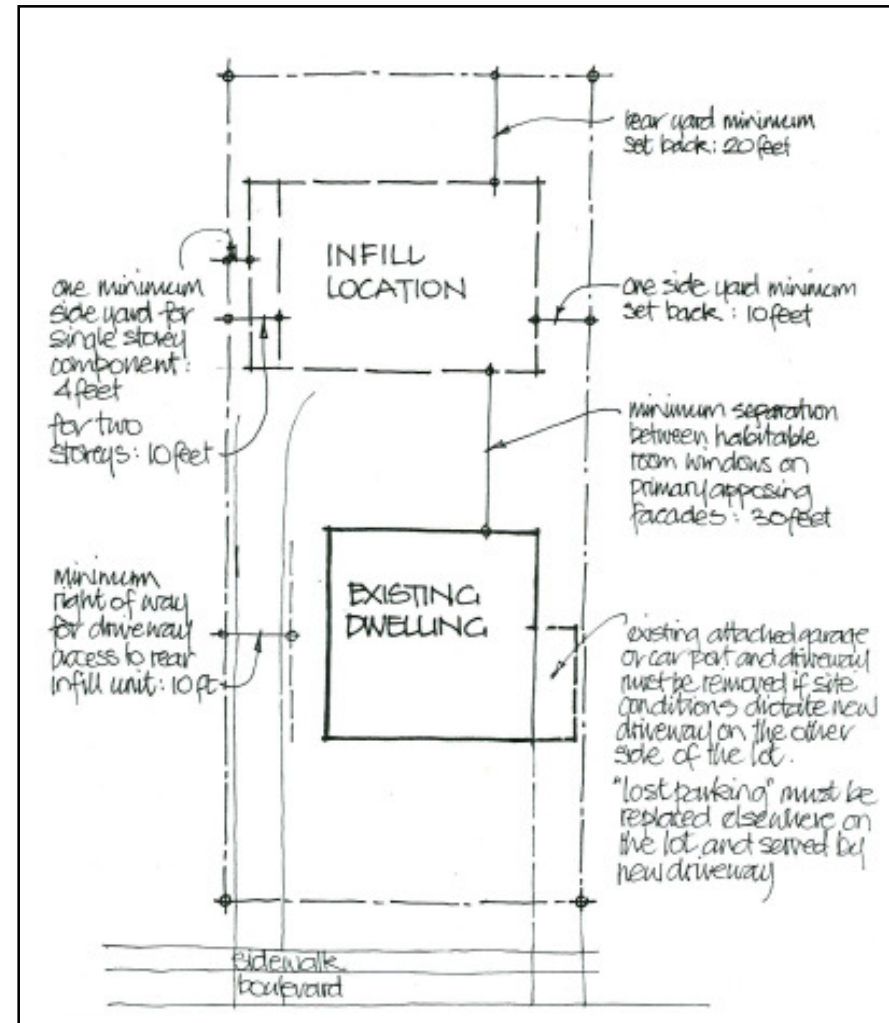 rear yard minimum
set back: 20 feet
INFILL
LOCATION
one minimum
side yard for
single storey
component:
4 feet
for two
storeys: 10 feet
one side yard minimum
set back: 10 feet
minimum separation
between habitable
room windows on
primary opposing
facades: 30 feet
EXISTING
DWELLING
minimum
right of way
for driveway
access to rear
infill unit: 10 ft
existing attached garage
or car port and driveway
must be removed if site
conditions dictate new
driveway on the other
side of the lot.
"lost parking" must be
replaced elsewhere on
the lot and served by
new driveway
sidewalk
boulevard